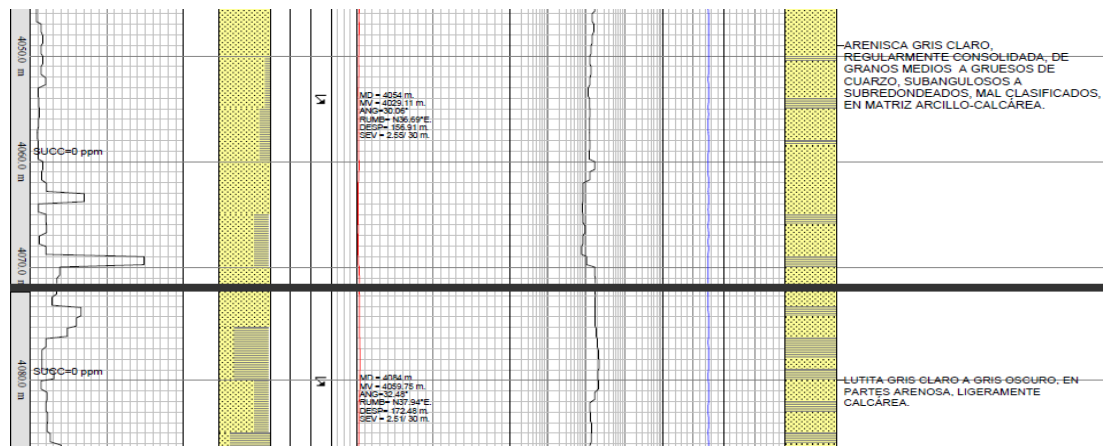 4050.0 m
ARENISCA GRIS CLARO,
REGULARMENTE CONSOLIDADA, DE
GRANOS MEDIOS A GRUESOS DE
CUARZO, SUBANGULOSOS A
SUBREDONDEADOS, MAL CLASIFICADOS,
EN MATRIZ ARCILLO-CALCÁREA.
MD = 4054 m.
MV = 4029.11 m.
ANG=30.06°
RUMB= N36.69°E.
DESP= 156.91 m.
SEV = 2.55/ 30 m.
4060.0 m
SUCC=0 ppm
4070.0 m
4080.0 m
SUCC=0 ppm
MD = 4084 m.
MV = 4059.75 m.
ANG=32.48°
RUMB= N37.94°E.
DESP= 172.48 m.
SEV = 2.51/ 30 m.
LUTITA GRIS CLARO A GRIS OSCURO, EN
PARTES ARENOSA, LIGERAMENTE
CALCÁREA.